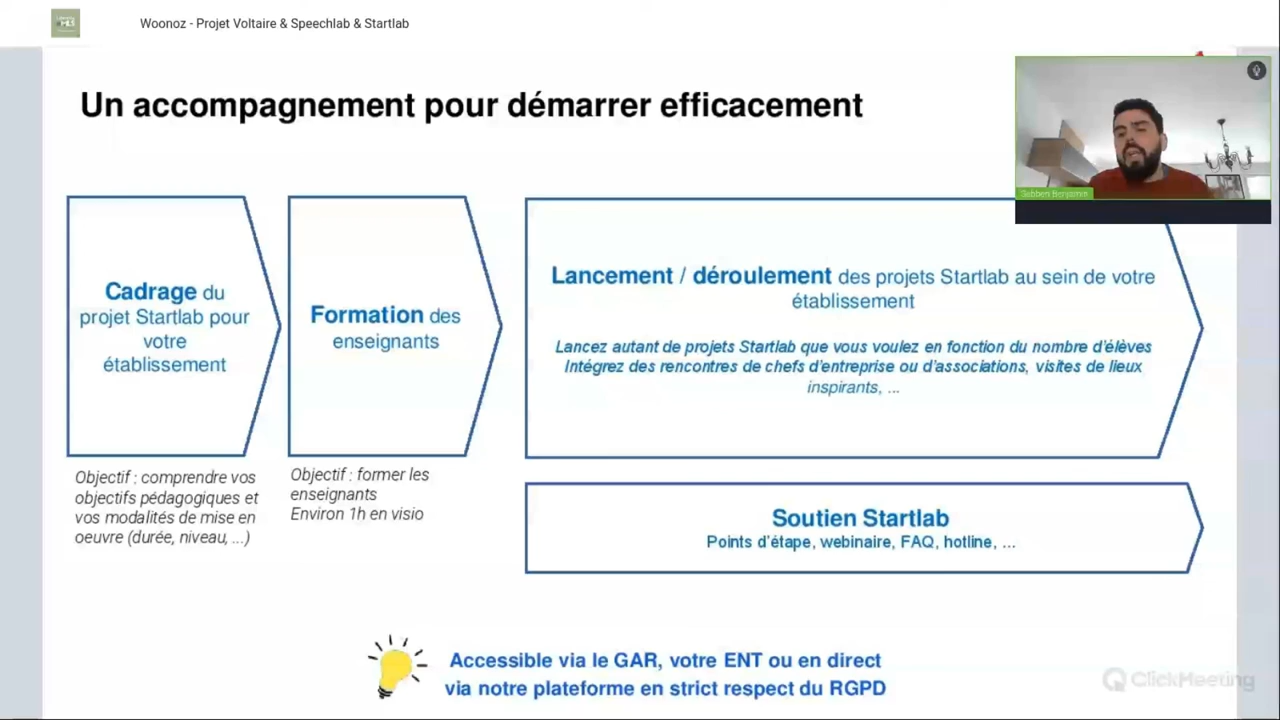 Woonoz - Projet Voltaire & Speechlab & Startlab
Un accompagnement pour démarrer efficacement
Benjamin
Cadrage du
projet Startlab pour
votre
établissement
Formation des
enseignants
Lancement / déroulement des projets Startlab au sein de votre
établissement
Lancez autant de projets Startlab que vous voulez en fonction du nombre d'élèves
Intégrez des rencontres de chefs d'entreprise ou d'associations, visites de lieux
inspirants, ...
Objectif : comprendre vos
objectifs pédagogiques et
vos modalités de mise en
oeuvre (durée, niveau, ...)
Objectif : former les
enseignants
Environ 1h en visio
Soutien Startlab
Points d'étape, webinaire, FAQ, hotline, ...
Accessible via le GAR, votre ENT ou en direct
via notre plateforme en strict respect du RGPD
ClickMeeting